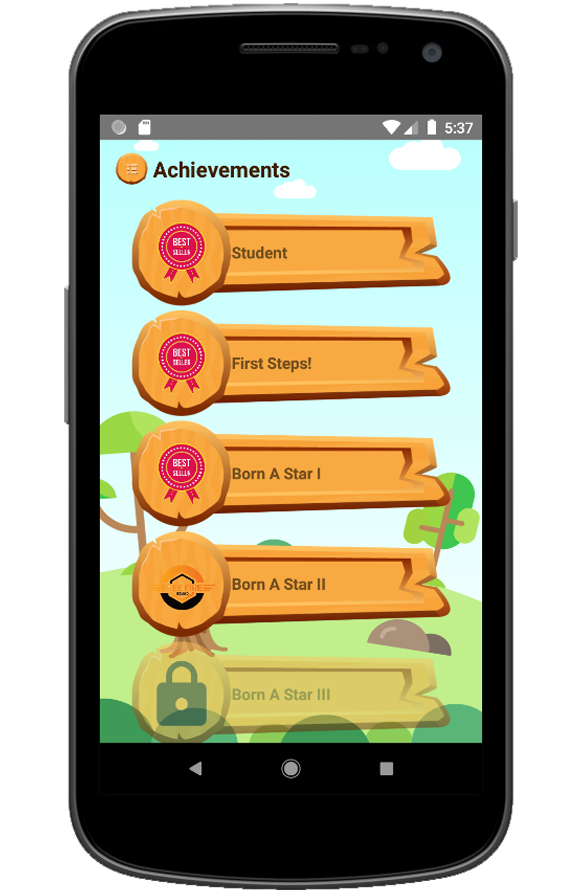 5:37
Achievements
BEST
SELLER
Student
BEST
SELLER
First Steps!
BEST
SELLER
Born A Star I
Born A Star II
Born A Star III